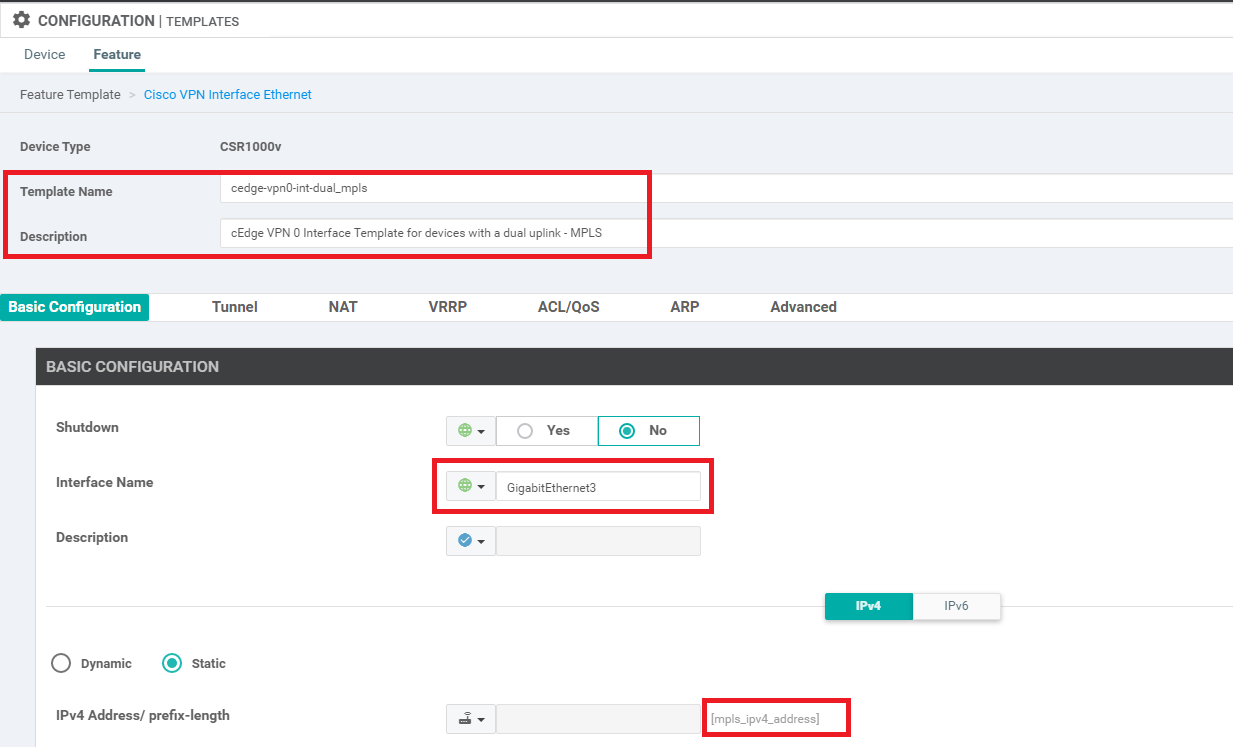 CONFIGURATION | TEMPLATES
Device Feature
Feature Template > Cisco VPN Interface Ethernet
Device Type CSR1000v
Template Name cedge-vpn0-int-dual_mpls
Description cEdge VPN 0 Interface Template for devices with a dual uplink - MPLS
Basic Configuration Tunnel NAT VRRP ACL/QoS ARP Advanced
BASIC CONFIGURATION
Shutdown Yes No
Interface Name GigabitEthernet3
Description
IPv4 IPv6
Dynamic Static
IPv4 Address/ prefix-length [mpls_ipv4_address]